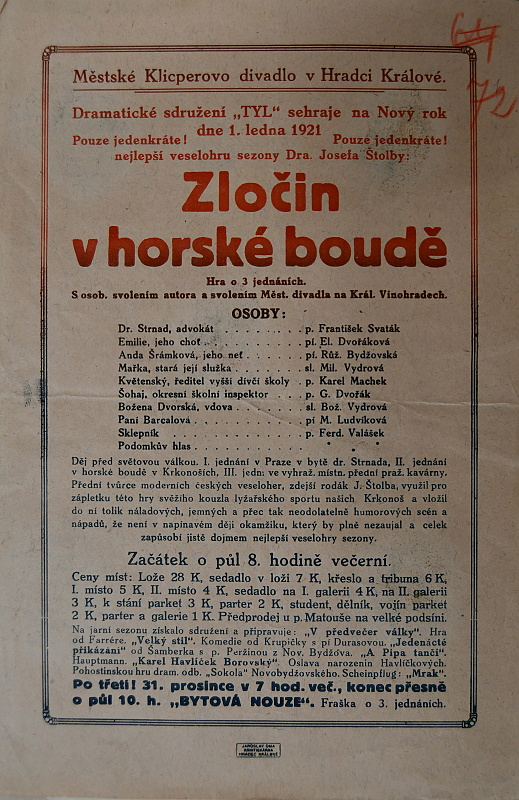 72
Městské Klicperovo divadlo v Hradci Králové.
Dramatické sdružení „TYL" sehraje na Nový rok
dne 1. ledna 1921
Pouze jedenkráte! Pouze jedenkráte!
nejlepší veselohru sezony Dra. Josefa Štolby:
Zločin
v horské boudě
Hra o 3 jednáních.
S osob. svolením autora a svolením Měst. divadla na Král. Vinohradech.
OSOBY:
Dr. Strnad, advokát . . . . . . . . . p. František Svaták
Emilie, jeho choť . . . . . . . . . . pí. El. Dvořáková
Anda Šrámková, jeho neť . . . . . . pí. Růž. Bydžovská
Mařka, stará její služka . . . . . . . sl. Mil. Vydrová
Květenský, ředitel vyšší dívčí školy . p. Karel Machek
Šohaj, okresní školní inspektor . . . p. G. Dvořák
Božena Dvorská, vdova . . . . . . . sl. Bož. Vydrová
Paní Barcalová . . . . . . . . . . . pí M. Ludvíková
Sklepník . . . . . . . . . . . . . p. Ferd. Valášek
Podomkův hlas . . . . . . . . . . . * * *
Děj před světovou válkou. I. jednání v Praze v bytě dr. Strnada, II. jednání
v horské boudě v Krkonoších, III. jedn. ve vyhraž. místn. přední praž. kavárny.
Přední tvůrce moderních českých veseloher, zdejší rodák J. Štolba, využil pro
zápletku této hry svěžího kouzla lyžařského sportu našich Krkonoš a vložil
do ní tolik náladových, jemných a přec tak neodolatelně humorových scén a
nápadů, že není v napínavém ději okamžiku, který by plně nezaujal a celek
zapůsobí jistě dojmem nejlepší veselohry sezony.
Začátek o půl 8. hodině večerní.
Ceny míst: Lože 28 K, sedadlo v loži 7 K, křeslo a tribuna 6 K,
I. místo 5 K, II. místo 4 K, sedadlo na I. galerii 4 K, na II. galerii
3 K, k stání parket 3 K, parter 2 K, student, dělník, vojín parket
2 K, parter a galerie 1 K. Předprodej u p. Matouše na velké podsíni.
Na jarní sezonu získalo sdružení a připravuje: „V předvečer války". Hra
od Farrére. „Velký stil". Komedie od Krupičky s pí Durasovou. „Jedenácté
přikázání" od Šamberka s p. Peržinou z Nov. Bydžova. „A Pipa tančí".
Hauptmann. „Karel Havlíček Borovský". Oslava narozenin Havlíčkových.
Pohostinskou hru dram. odb. „Sokola" Novobydžovského. Scheinpflug: „Mrak".
Po třetí! 31. prosince v 7 hod. več., konec přesně
o půl 10. h. „BYTOVÁ NOUZE". Fraška o 3. jednáních.
HRADEC KRÁLOVÉ